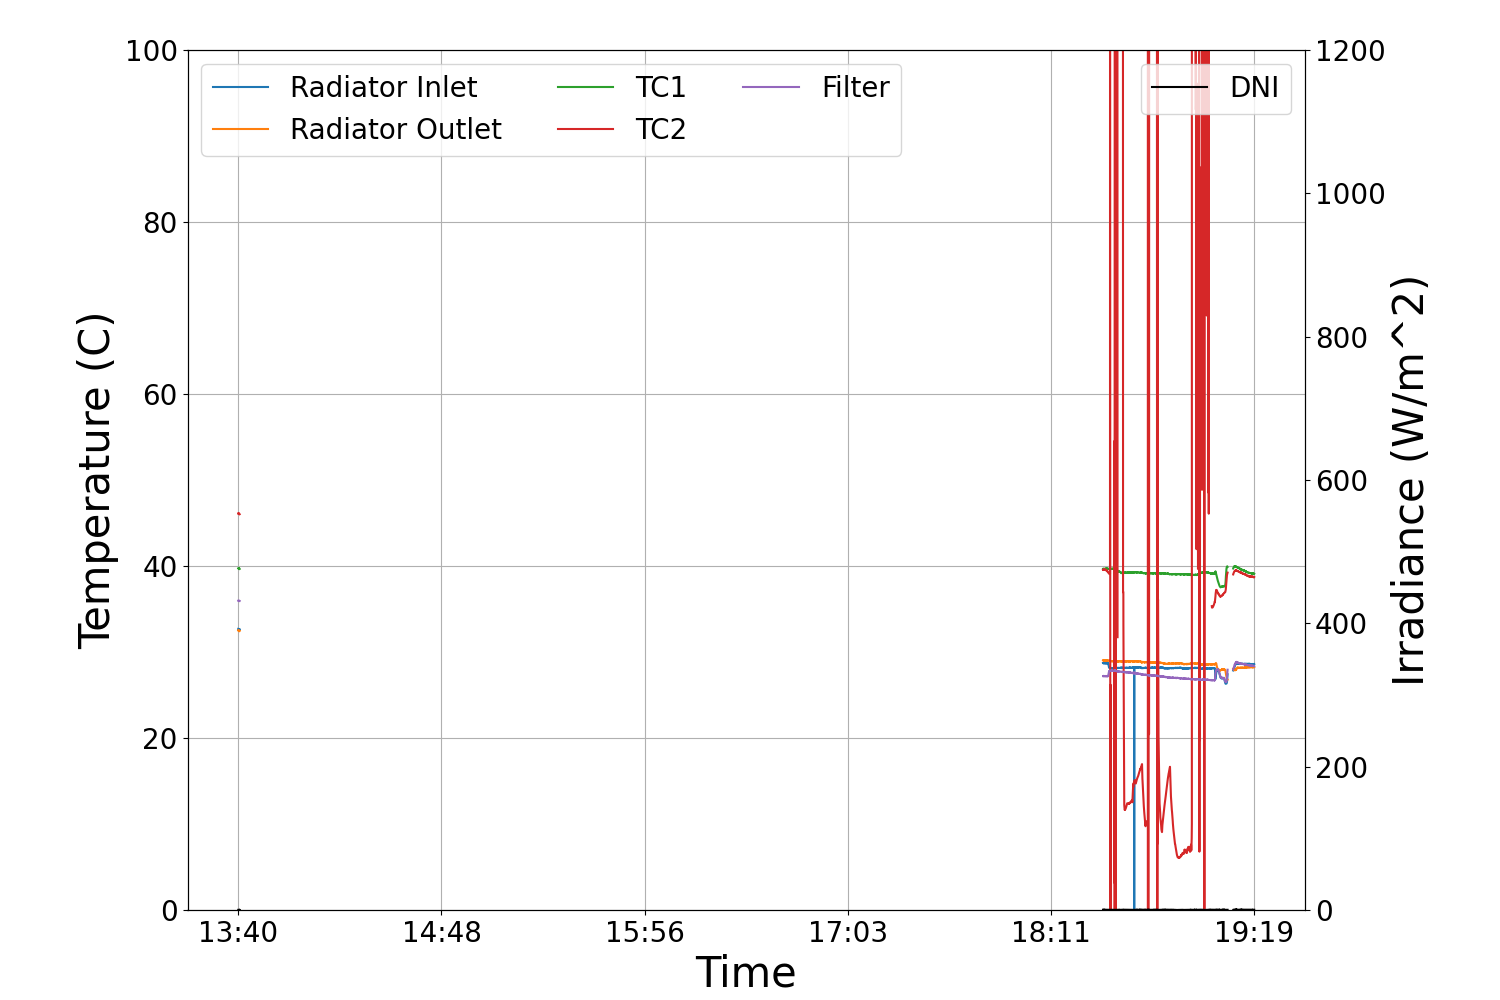 100
80
60
40
20
0
Temperature (C)
Radiator Inlet
Radiator Outlet
TC1
TC2
Filter
DNI
1200
1000
800
600
400
200
0
Irradiance (W/m^2)
13:40 14:48 15:56 17:03 18:11 19:19
Time